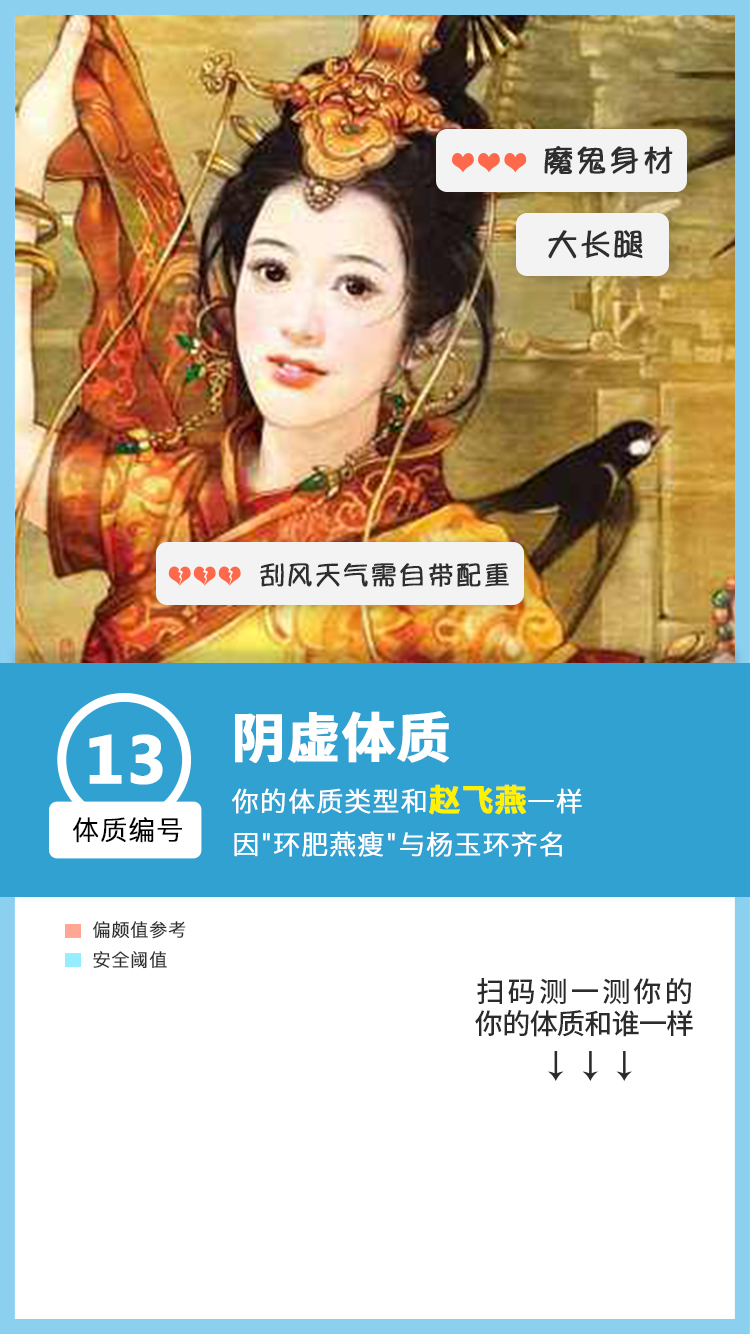 魔鬼身材
大长腿
刮风天气需自带配重
13
体质编号
阴虚体质
你的体质类型和赵飞燕一样
因"环肥燕瘦"与杨玉环齐名
偏颇值参考
安全阈值
扫码测一测你的
你的体质和谁一样
↓ ↓ ↓